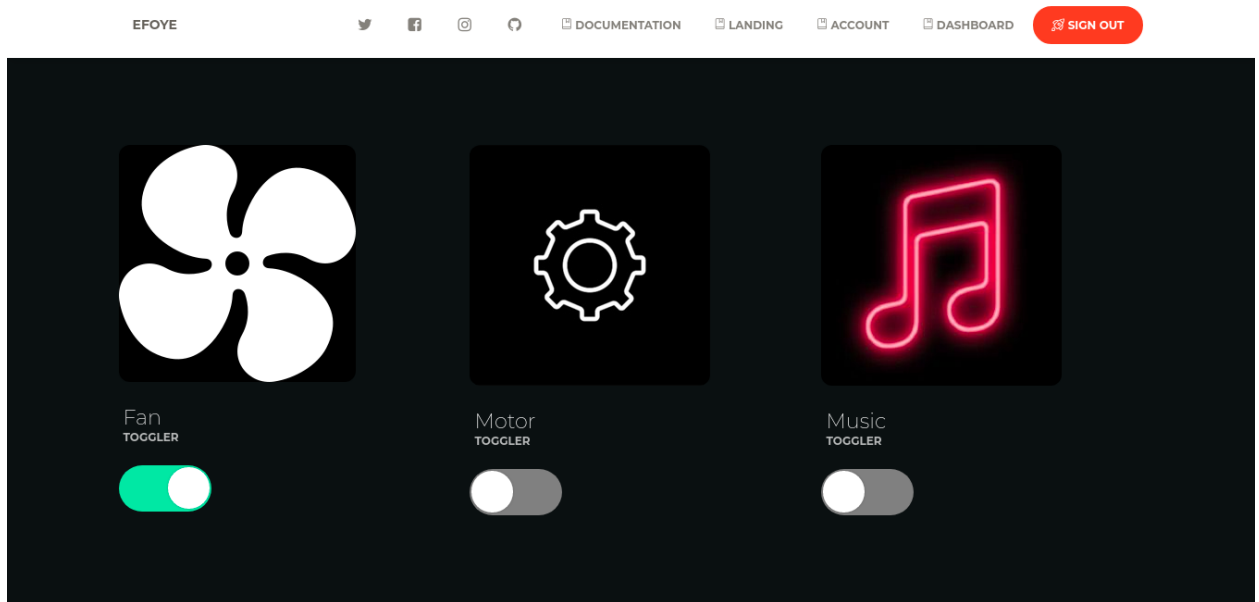 EFOYE DOCUMENTATION LANDING ACCOUNT DASHBOARD SIGN OUT
Fan
TOGGLER
Motor
TOGGLER
Music
TOGGLER